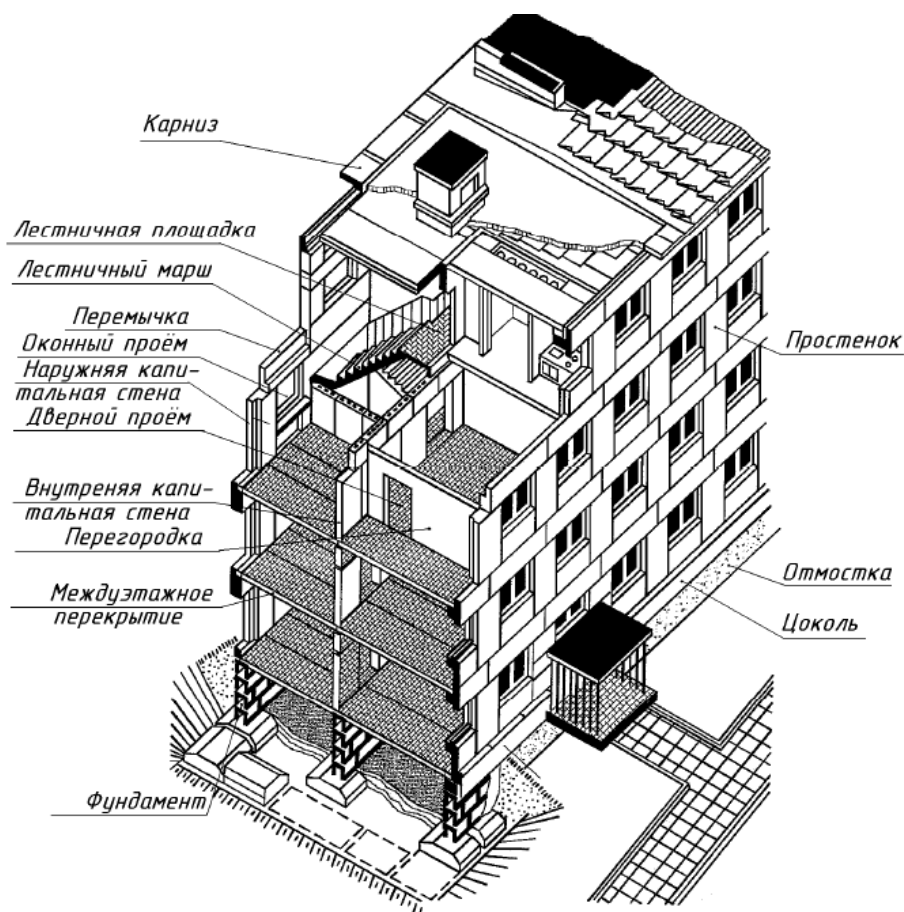 Карниз
Лестничная площадка
Лестничный марш
Перемычка
Оконный проём
Наружняя капи-
тальная стена
Дверной проём
Внутреняя капи-
тальная стена
Перегородка
Междуэтажное
перекрытие
Фундамент
Простенок
Отмостка
Цоколь